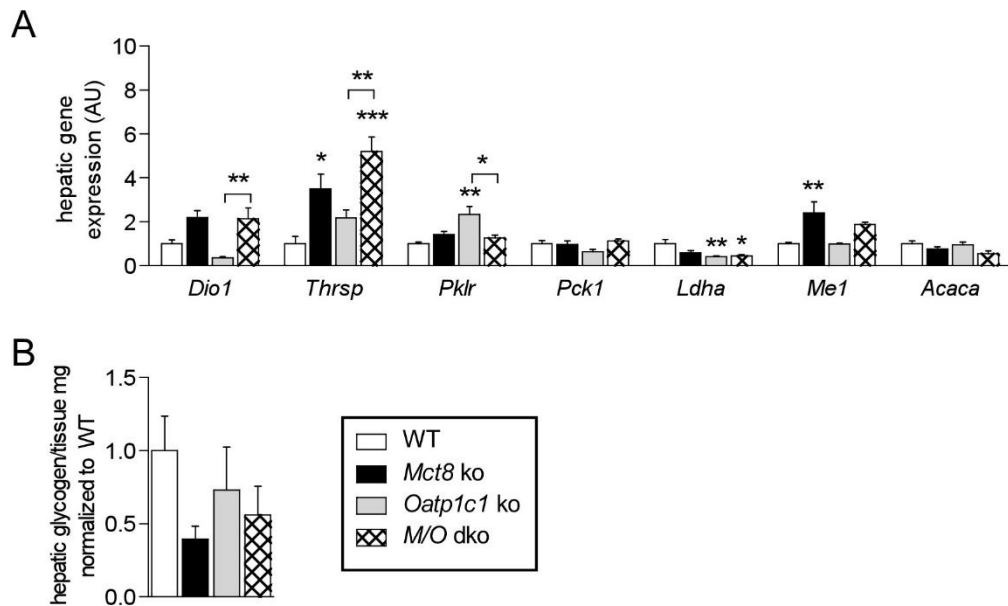 A
hepatic gene
expression (AU)
10
8
6
4
2
0
**
*
**
***
**
*
**
*
**
Dio1
Thrsp
Pklr
Pck1
Ldha
Me1
Acaca
B
hepatic glycogen/tissue mg
normalized to WT
1.5
1.0
0.5
0.0
WT
Mct8 ko
Oatp1c1 ko
M/O dko